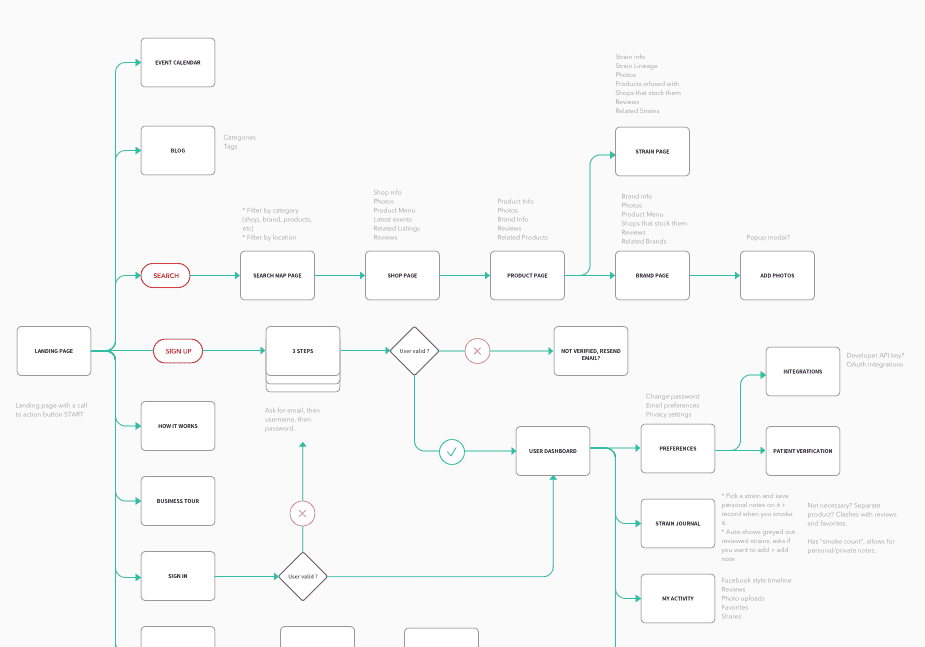 EVENT CALENDAR
BLOG
Categories
Tags
Strain info
Strain Lineage
Photos
Products infused with
Shops that stock them
Reviews
Related Strains
STRAIN PAGE
* Filter by category
(shop, brand, products,
etc)
* Filter by location
Shop info
Photos
Product Menu
Latest events
Related Listings
Reviews
Product Info
Photos
Brand Info
Reviews
Related Products
Brand info
Photos
Product Menu
Shops that stock them
Reviews
Related Brands
Popup modal?
SEARCH
SEARCH MAP PAGE
SHOP PAGE
PRODUCT PAGE
BRAND PAGE
ADD PHOTOS
LANDING PAGE
SIGN UP
3 STEPS
User valid ?
NOT VERIFIED, RESEND
EMAIL?
INTEGRATIONS
Developer API key?
OAuth integrations
Landing page with a call
to action button START
Ask for email, then
username, then
password.
Change password
Email preferences
Privacy settings
HOW IT WORKS
USER DASHBOARD
PREFERENCES
PATIENT VERIFICATION
BUSINESS TOUR
STRAIN JOURNAL
* Pick a strain and save
personal notes on it +
record when you smoke
it.
* Auto-shows greyed out
reviewed strains, asks if
you want to add + add
note
Not necessary? Separate
product? Clashes with reviews
and favorites.
Has "smoke count", allows for
personal/private notes.
SIGN IN
User valid ?
MY ACTIVITY
Facebook style timeline
Reviews
Photo uploads
Favorites
Shares